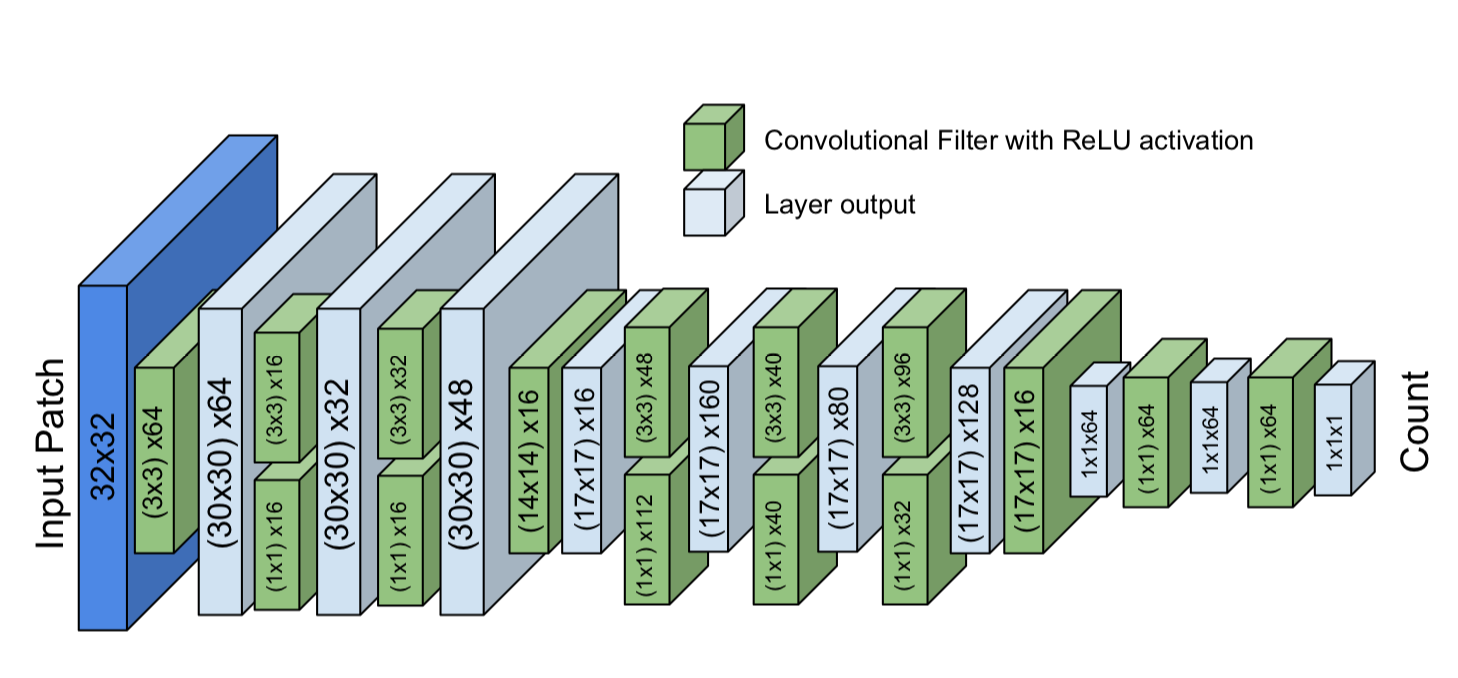 Convolutional Filter with ReLU activation
Layer output
Input Patch
32x32
(3x3) x64
(30x30) x64
(3x3) x16
(1x1) x16
(30x30) x32
(3x3) x32
(1x1) x16
(30x30) x48
(14x14) x16
(17x17) x16
(3x3) x48
(1x1) x112
(17x17) x160
(3x3) x40
(1x1) x40
(17x17) x80
(3x3) x96
(1x1) x32
(17x17) x128
(17x17) x16
1x1x64
(1x1) x64
1x1x64
(1x1) x64
1x1x1
Count